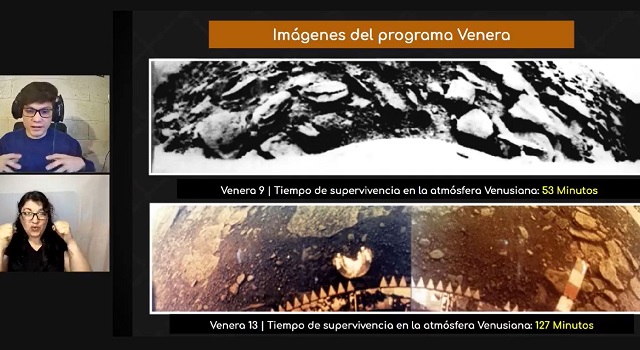 Imágenes del programa Venera
Venera 9 | Tiempo de supervivencia en la atmósfera Venusiana: 53 Minutos
Venera 13 | Tiempo de supervivencia en la atmósfera Venusiana: 127 Minutos